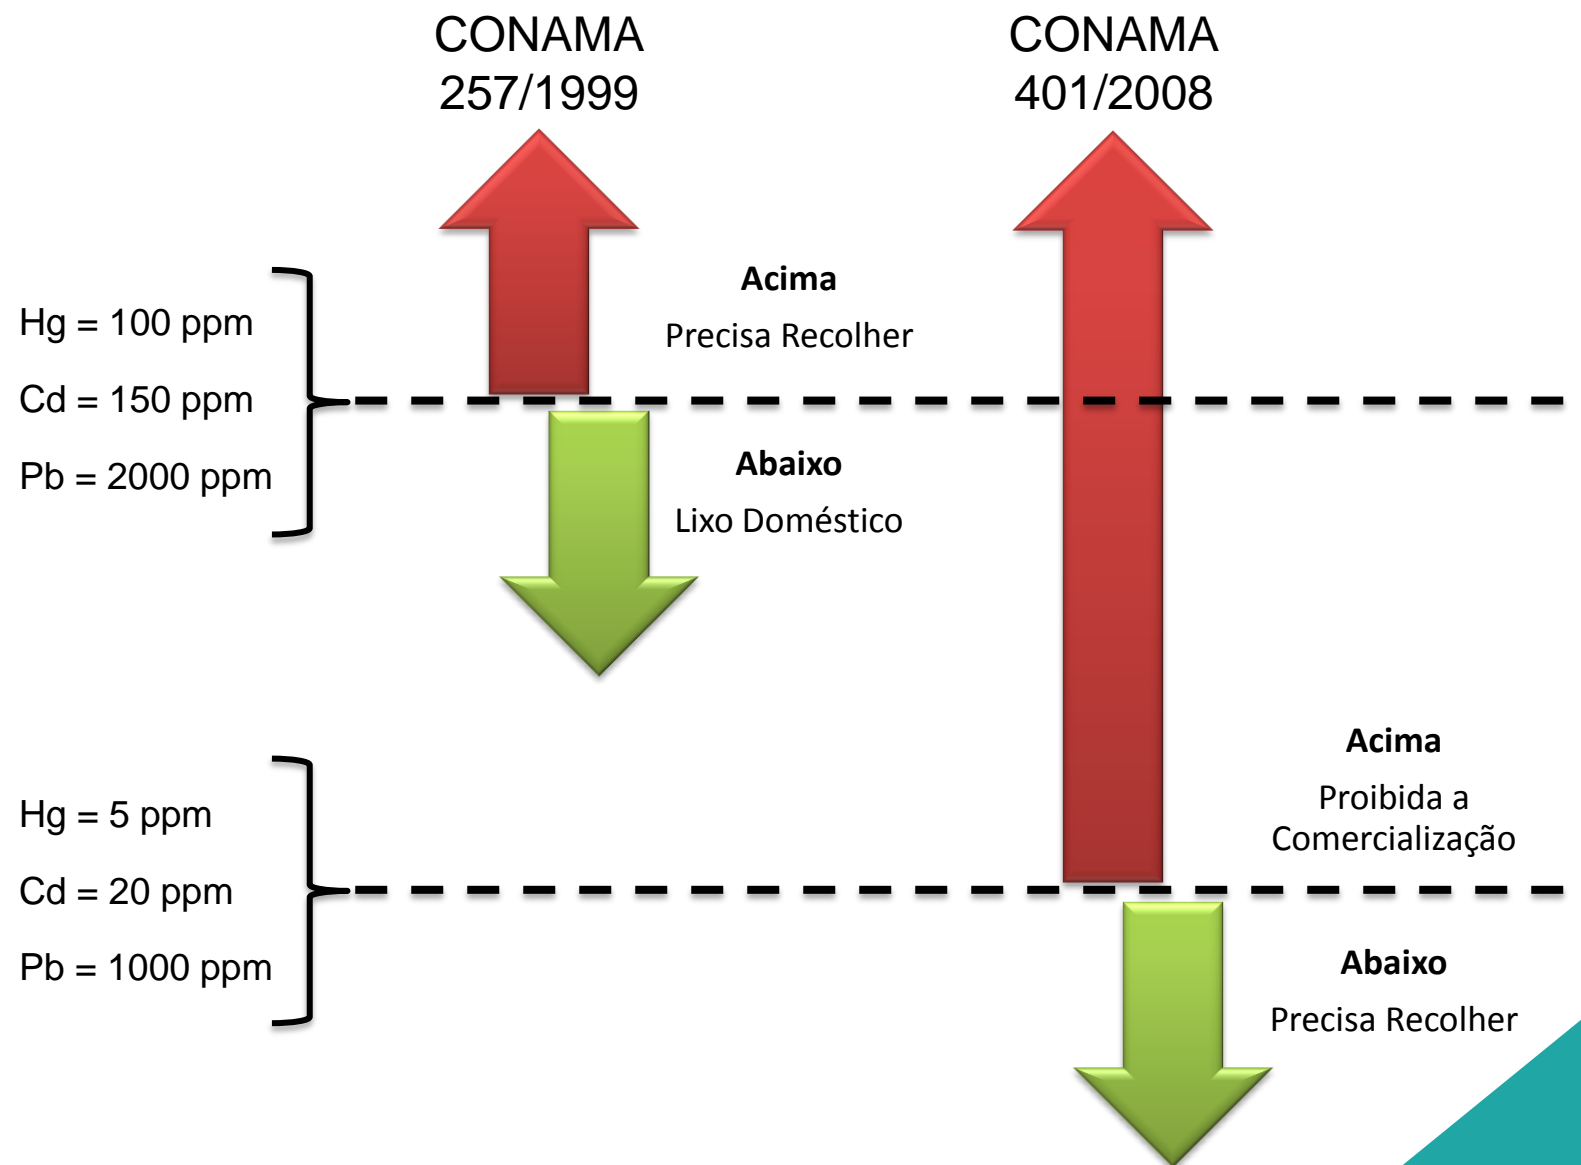 CONAMA
257/1999
CONAMA
401/2008
Hg = 100 ppm
Cd = 150 ppm
Pb = 2000 ppm
Acima
Precisa Recolher
Abaixo
Lixo Doméstico
Hg = 5 ppm
Cd = 20 ppm
Pb = 1000 ppm
Acima
Proibida a
Comercialização
Abaixo
Precisa Recolher